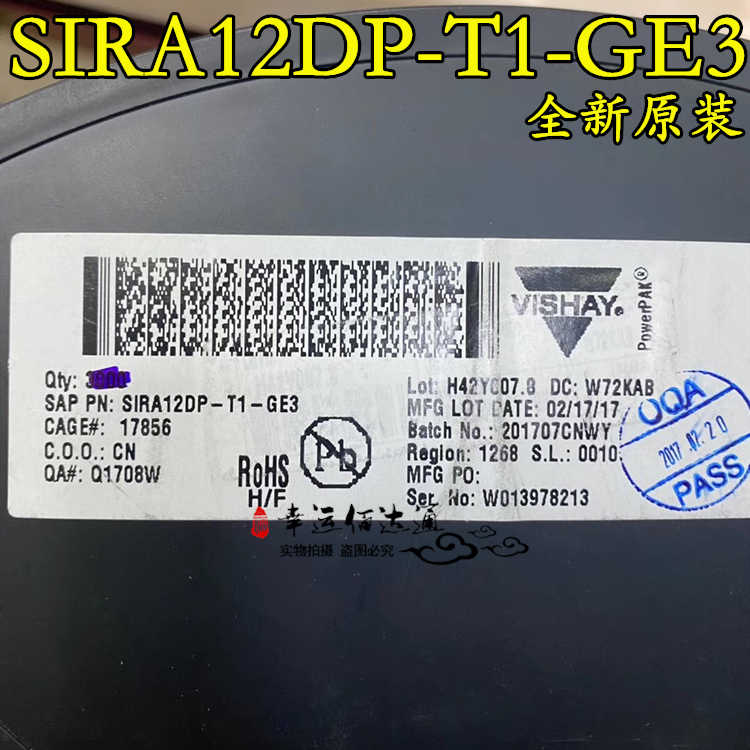 SIRA12DP-T1-GE3
全新原装
VISHAY®
PowerPAK®
Qty: 3000
SAP PN: SIRA12DP-T1-GE3
CAGE#: 17856
C.O.O.: CN
QA#: Q1708W
RoHS
H/F
Pb
Lot: H42Y007.8 DC: W72KAB
MFG LOT DATE: 02/17/17
Batch No.: 201707CNWY
Region: 1268 S.L.: 0010
MFG PO:
Ser. No: W013978213
OQA
2017.02.20
PASS
幸运佰达通
实物拍摄 盗图必究